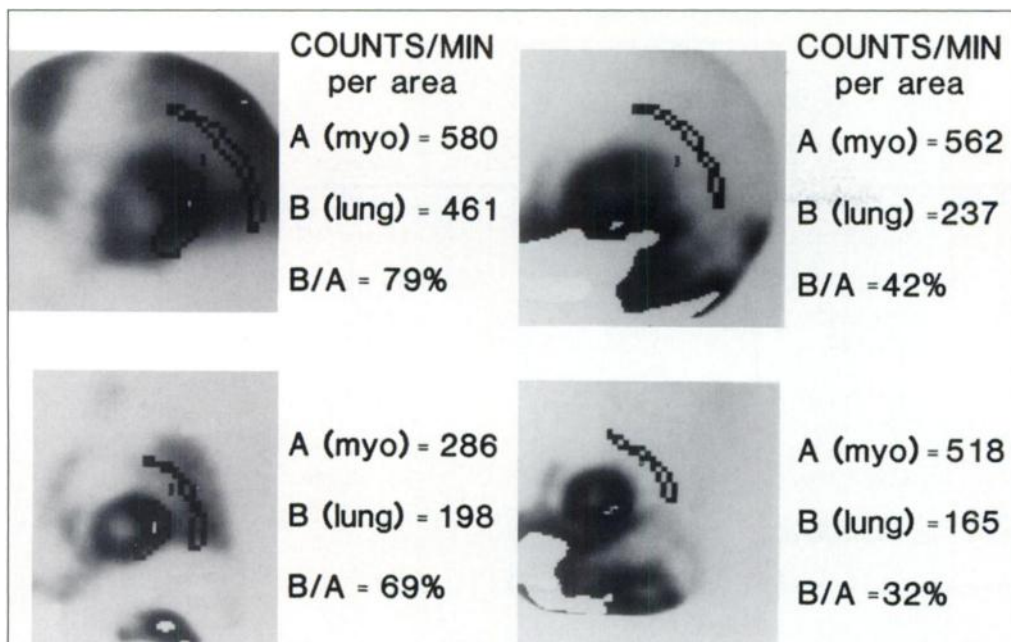 COUNTS/MIN
per area
A (myo) = 580
B (lung) = 461
B/A = 79%
COUNTS/MIN
per area
A (myo) = 562
B (lung) = 237
B/A = 42%
A (myo) = 286
B (lung) = 198
B/A = 69%
A (myo) = 518
B (lung) = 165
B/A = 32%